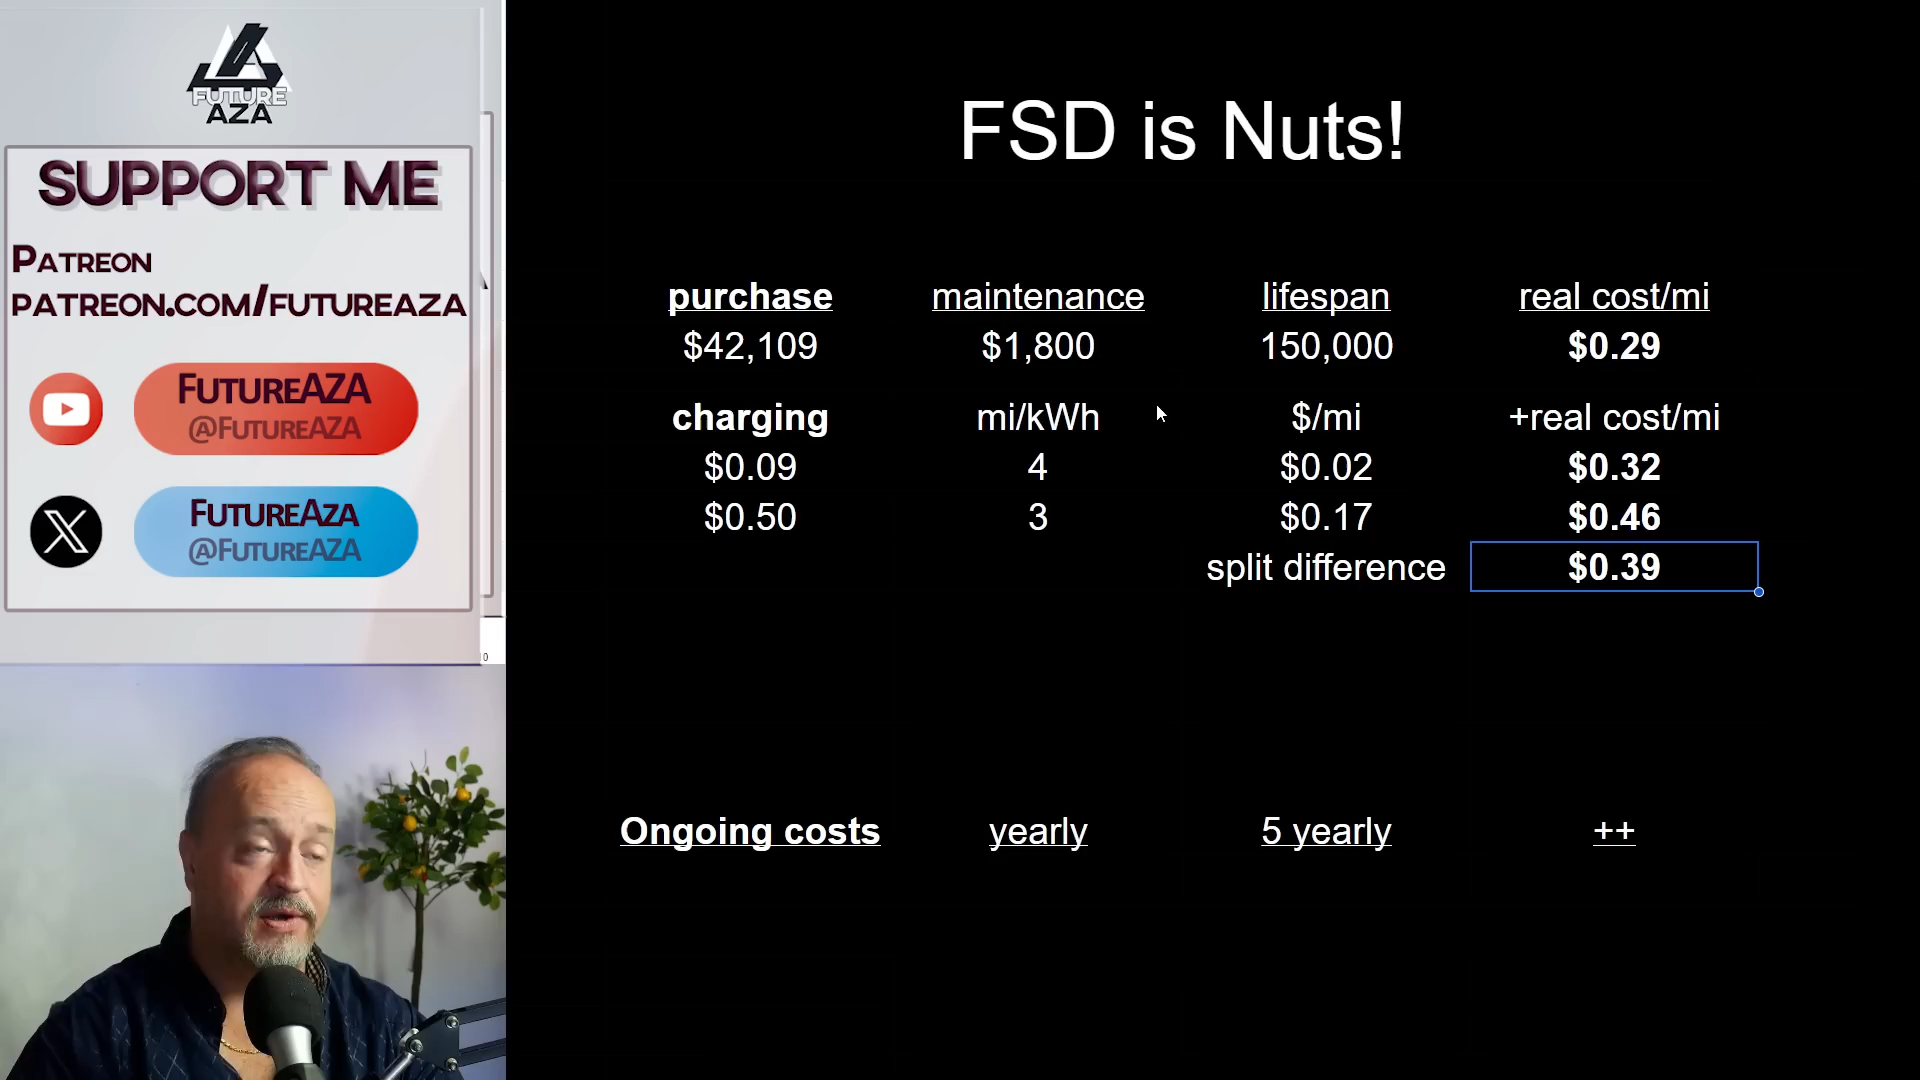 FUTURE
AZA
SUPPORT ME
PATREON
PATREON.COM/FUTUREAZA
FUTUREAZA
@FUTUREAZA
FUTUREAZA
@FUTUREAZA
FSD is Nuts!
purchase maintenance lifespan real cost/mi
$42,109 $1,800 150,000 $0.29
charging mi/kWh $/mi +real cost/mi
$0.09 4 $0.02 $0.32
$0.50 3 $0.17 $0.46
split difference $0.39
Ongoing costs yearly 5 yearly ++